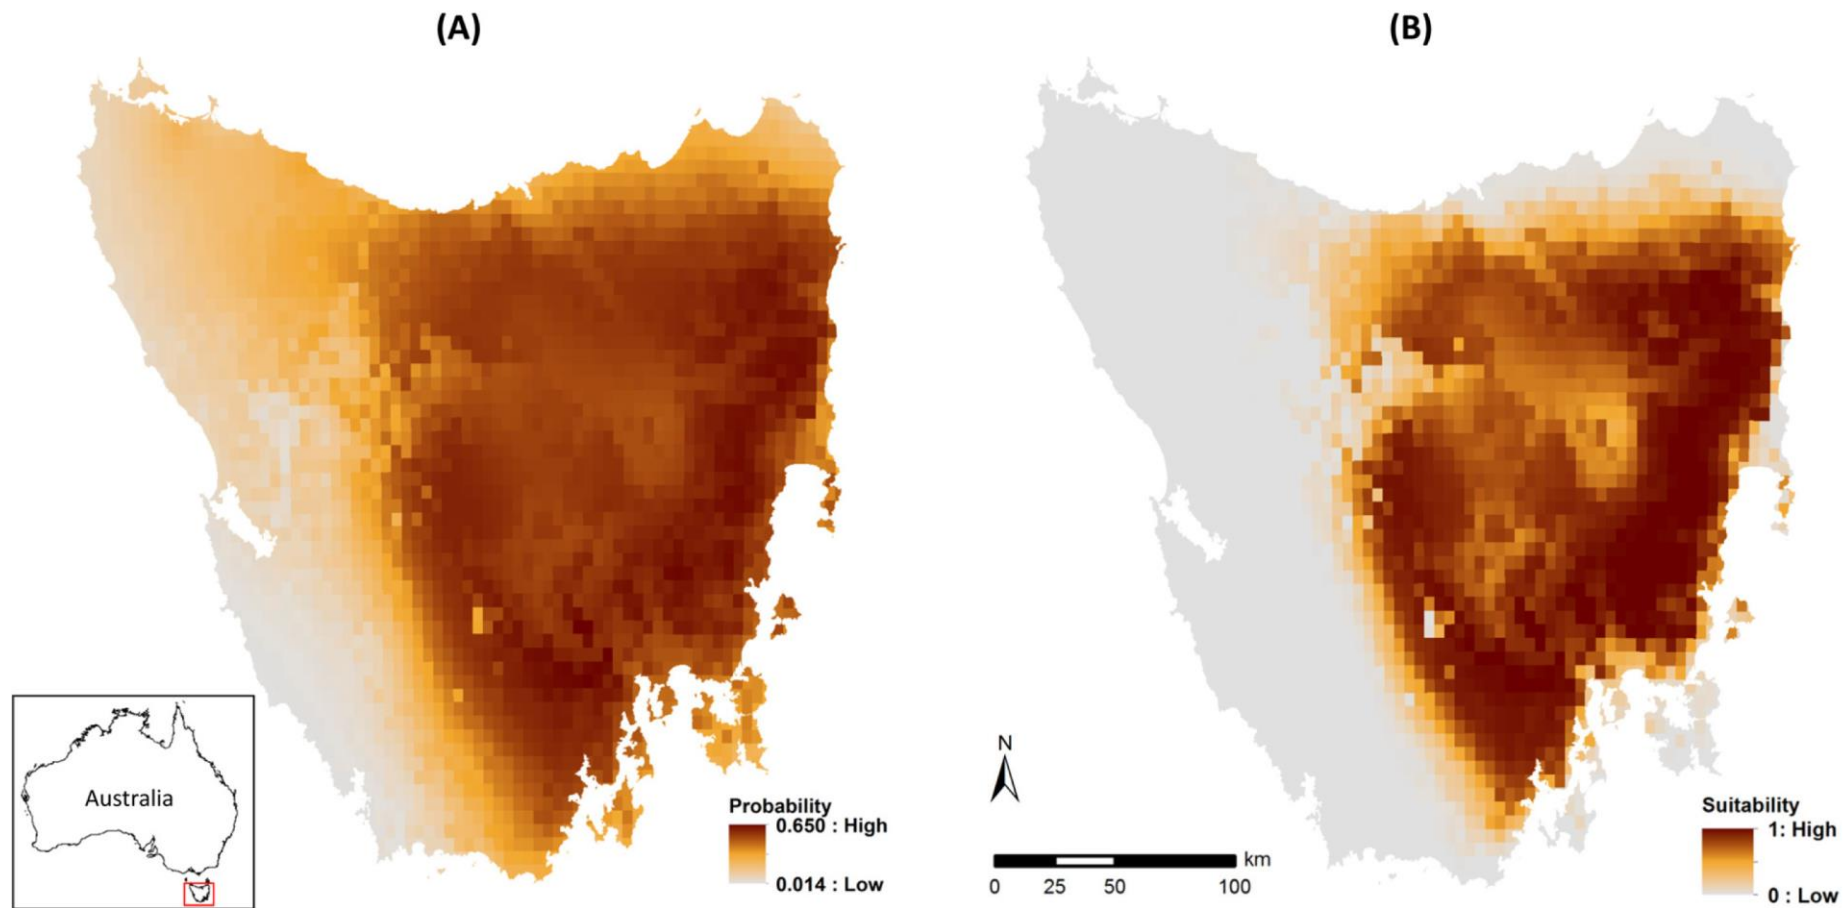 (A)
(B)
Australia
Probability
0.650 : High
0.014 : Low
N
km
0 25 50 100
Suitability
1: High
0 : Low